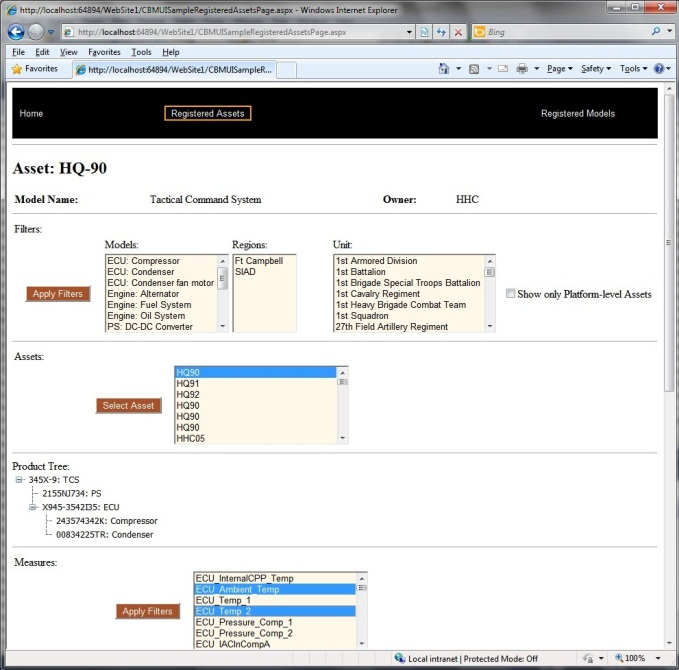 http://localhost:64894/WebSite1/CBMUISampleRegisteredAssetsPage.aspx - Windows Internet Explorer
http://localhost:64894/WebSite1/CBMUISampleRegisteredAssetsPage.aspx
Bing
File Edit View Favorites Tools Help
Favorites http://localhost:64894/WebSite1/CBMUISampleR...
Page Safety Tools
Home Registered Assets Registered Models
Asset: HQ-90
Model Name: Tactical Command System Owner: HHC
Filters:
Models: Regions: Unit:
ECU: Compressor Ft Campbell 1st Armored Division
ECU: Condenser SIAD 1st Battalion
ECU: Condenser fan motor 1st Brigade Special Troops Battalion
Apply Filters Engine: Alternator 1st Cavalry Regiment Show only Platform-level Assets
Engine: Fuel System 1st Heavy Brigade Combat Team
Engine: Oil System 1st Squadron
PS: DC-DC Converter 27th Field Artillery Regiment
Assets:
HQ90
HQ91
HQ92
Select Asset HQ90
HQ90
HQ90
HHC05
Product Tree:
345X-9: TCS
2155NJ734: PS
X945-3542I35: ECU
243574342K: Compressor
00834225TR: Condenser
Measures:
ECU_InternalCPP_Temp
ECU_Ambient_Temp
ECU_Temp_1
Apply Filters ECU_Temp_2
ECU_Pressure_Comp_1
ECU_Pressure_Comp_2
ECU_IACInCompA
Local intranet | Protected Mode: Off 100%